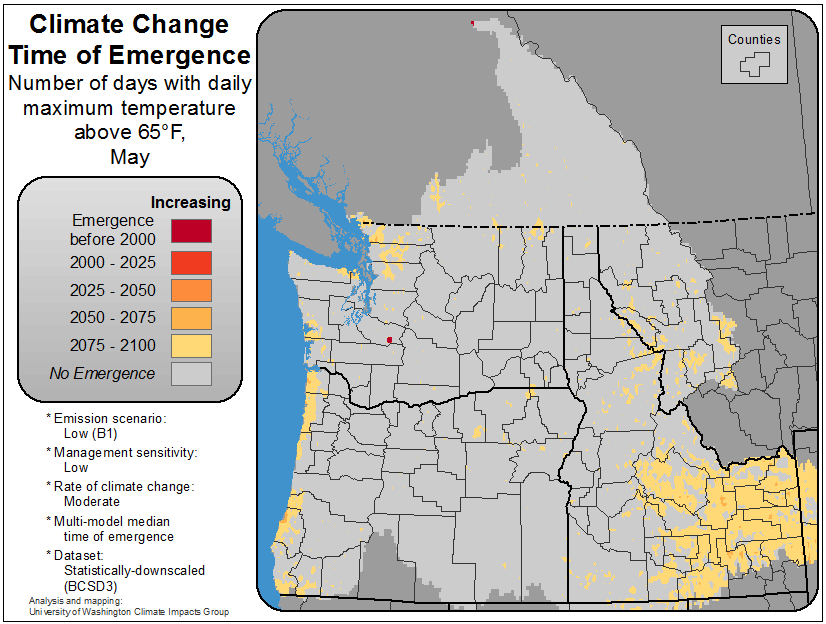 Climate Change
Time of Emergence
Number of days with daily
maximum temperature
above 65°F,
May
Increasing
Emergence
before 2000
2000 - 2025
2025 - 2050
2050 - 2075
2075 - 2100
No Emergence
* Emission scenario:
Low (B1)
* Management sensitivity:
Low
* Rate of climate change:
Moderate
* Multi-model median
time of emergence
* Dataset:
Statistically-downscaled
(BCSD3)
Analysis and mapping:
University of Washington Climate Impacts Group
Counties